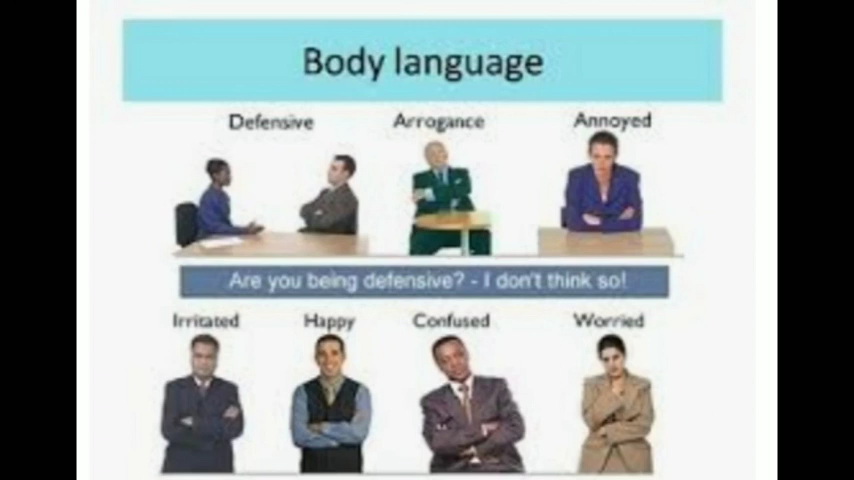 Body language
Defensive Arrogance Annoyed
Are you being defensive? - I don't think so!
Irritated Happy Confused Worried